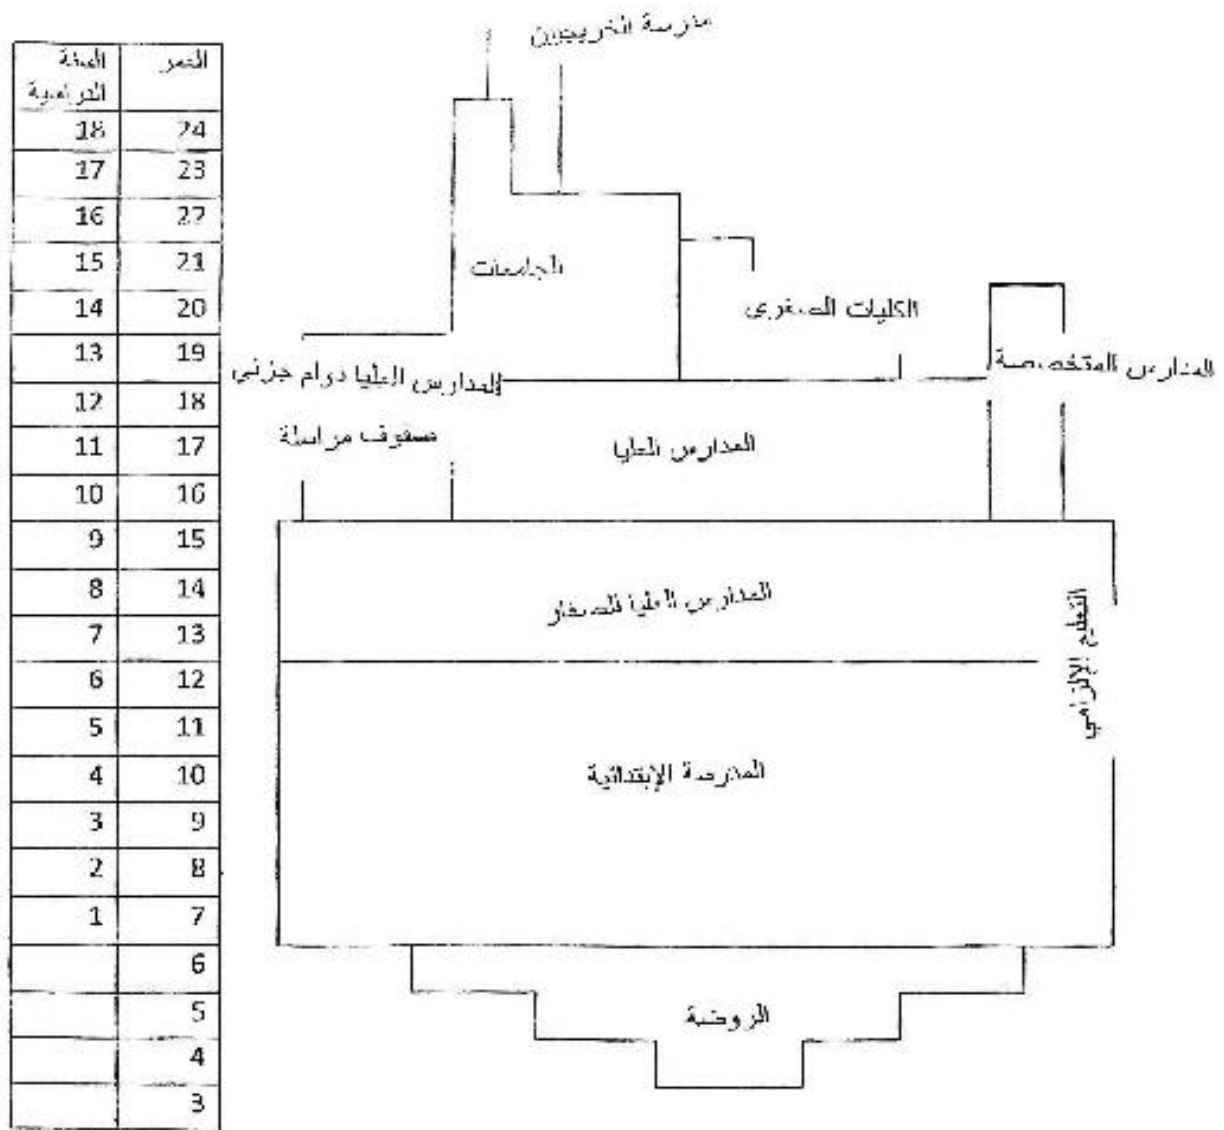 مدرسة الخريجين
العمر
السنة
الدراسية
24 18
23 17
22 16
21 15
20 14
19 13
18 12
17 11
16 10
15 9
14 8
13 7
12 6
11 5
10 4
9 3
8 2
7 1
6
5
4
3
الجامعات
الكليات الصغرى
المدارس المتخصصة
المدارس العليا دوام جزئي
صفوف مراسلة
المدارس العليا
المدارس العليا للصغار
التعليم الإلزامي
المدرسة الإبتدائية
الروضة